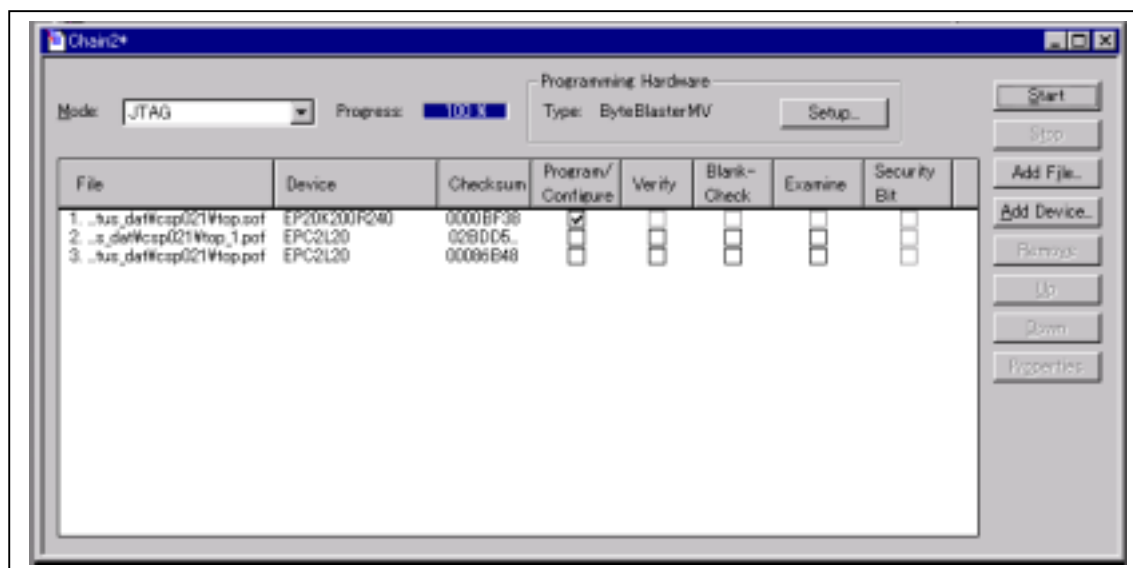 Chain2*
Mode: JTAG Progress: 100 % Programming Hardware
Type: ByteBlasterMV Setup...
Start
Stop
Add File...
Add Device...
Remove
Up
Down
Properties
File Device Checksum Program/Configure Verify Blank-Check Examine Security Bit
1. ...tus_dat¥csp021¥top.sof EP20K200R240 0000BF38
2. ...s_dat¥csp021¥top_1.pof EPC2L20 02BDD5...
3. ...tus_dat¥csp021¥top.pof EPC2L20 00086B48